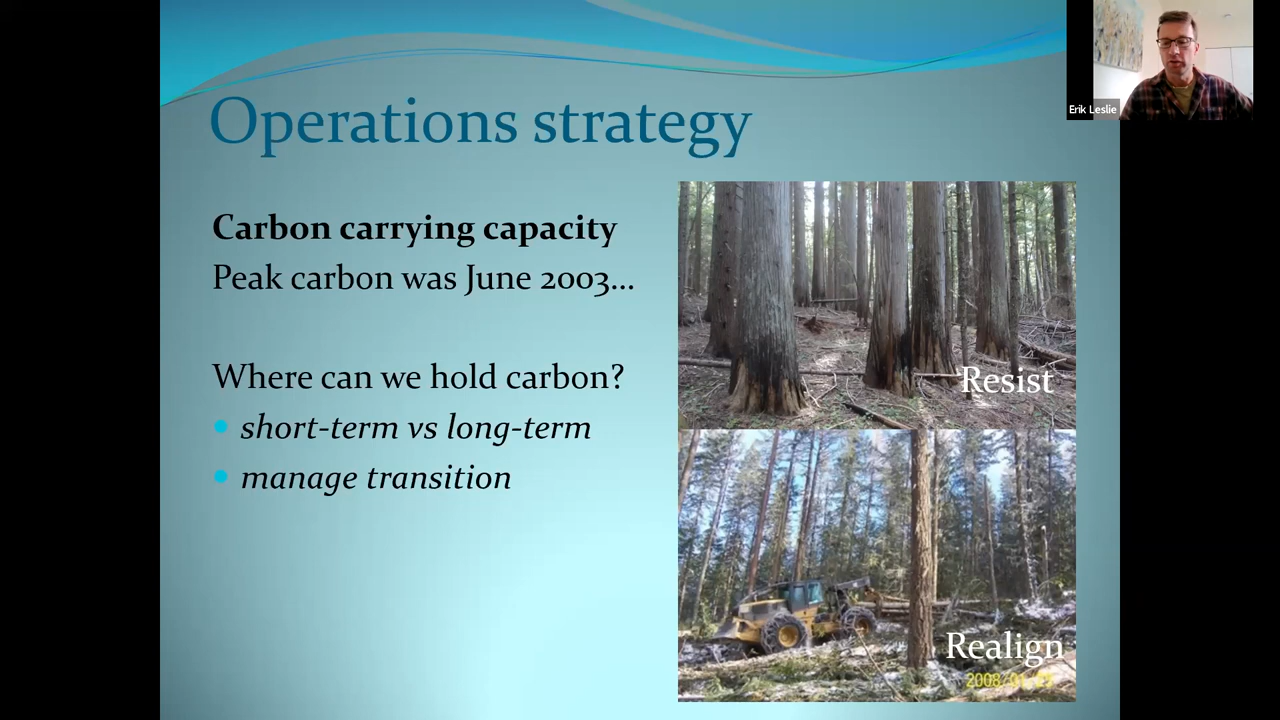 Erik Leslie
Operations strategy
Carbon carrying capacity
Peak carbon was June 2003...
Where can we hold carbon?
short-term vs long-term
manage transition
Resist
Realign